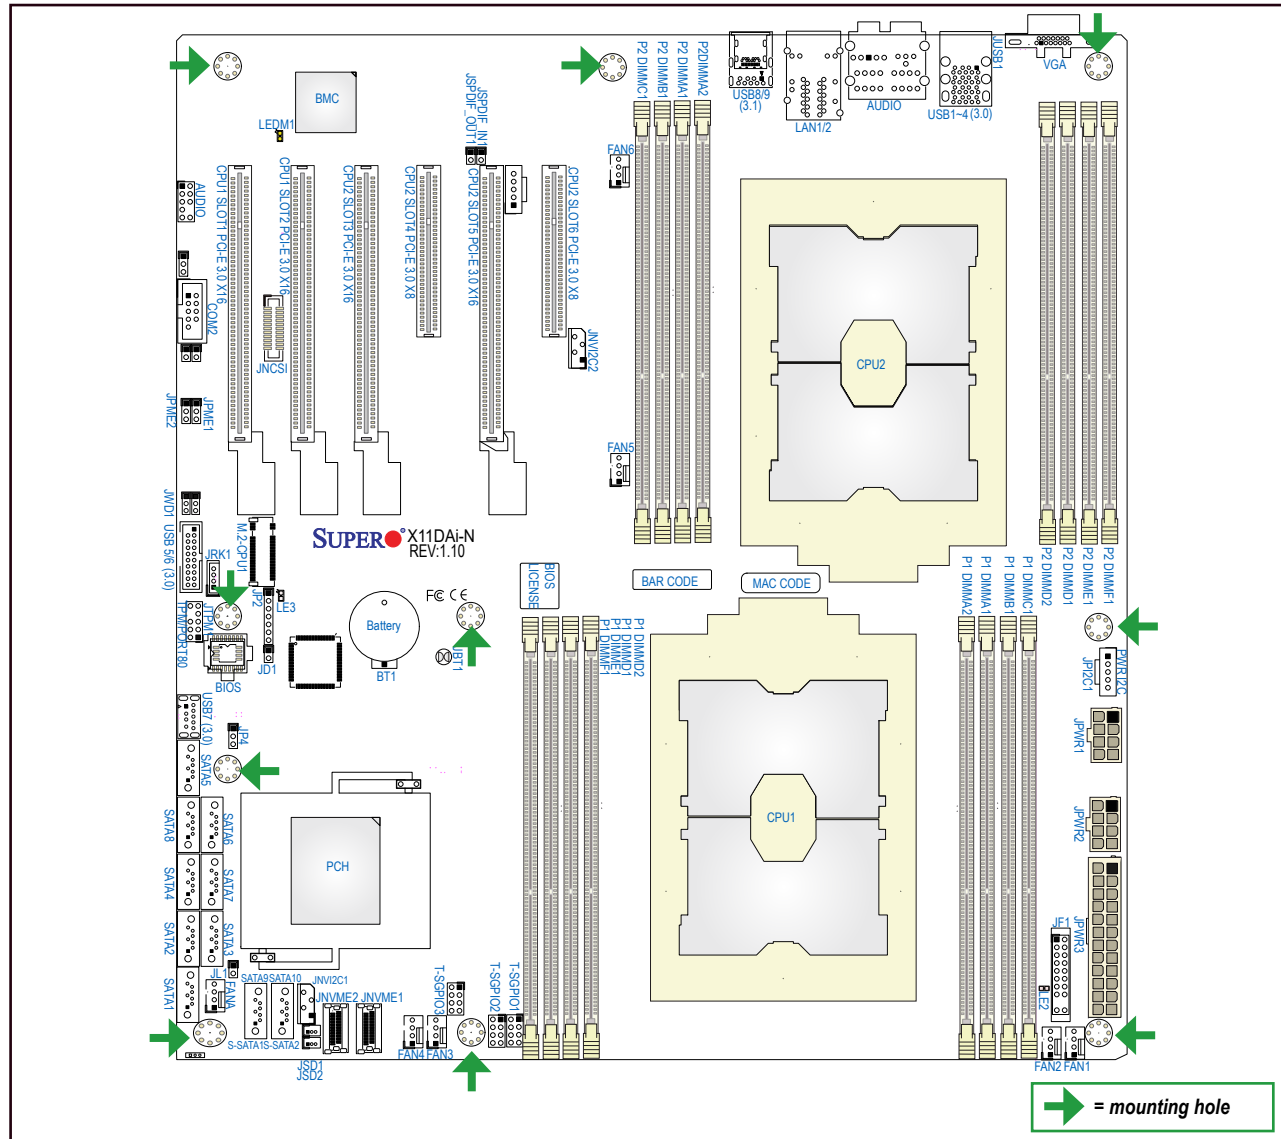 P2 DIMMC1
P2 DIMMB1
P2 DIMMA1
P2DIMMA2
USB8/9
(3.1)
LAN1/2
AUDIO
USB1~4 (3.0)
JUSB1
VGA
BMC
LEDM1
JSPDIF_OUT1
JSPDIF_IN1
FAN6
AUDIO
CPU1 SLOT1 PCI-E 3.0 X16
CPU1 SLOT2 PCI-E 3.0 X16
CPU2 SLOT3 PCI-E 3.0 X16
CPU2 SLOT4 PCI-E 3.0 X8
CPU2 SLOT5 PCI-E 3.0 X16
CPU2 SLOT6 PCI-E 3.0 X8
COM2
JNCSI
JNVI2C2
CPU2
JPME2
JPME1
FAN5
JWD1
USB 5/6 (3.0)
M.2-CPU1
JRK1
SUPER
X11DAi-N
REV:1.10
BIOS
LICENSE
BAR CODE
MAC CODE
P1 DIMMA2
P1 DIMMA1
P1 DIMMB1
P1 DIMMC1
P2 DIMMD2
P2 DIMMD1
P2 DIMME1
P2 DIMMF1
JP2
LE3
FC CE
Battery
BT1
JBT1
JTPM1
TPM/PORT80
JD1
BIOS
P1 DIMMF1
P1 DIMME1
P1 DIMMD1
P1 DIMMD2
PWR I2C
JPI2C1
JPWR1
USB7 (3.0)
JP4
SATA5
SATA8
SATA6
PCH
CPU1
JPWR2
SATA4
SATA7
SATA2
SATA3
JPWR3
JF1
JL1
SATA1
FANA
SATA9
SATA10
JNVI2C1
JNVME2
JNVME1
T-SGPIO3
T-SGPIO2
T-SGPIO1
LE2
S-SATA1
S-SATA2
JSD1
JSD2
FAN4
FAN3
FAN2
FAN1
= mounting hole